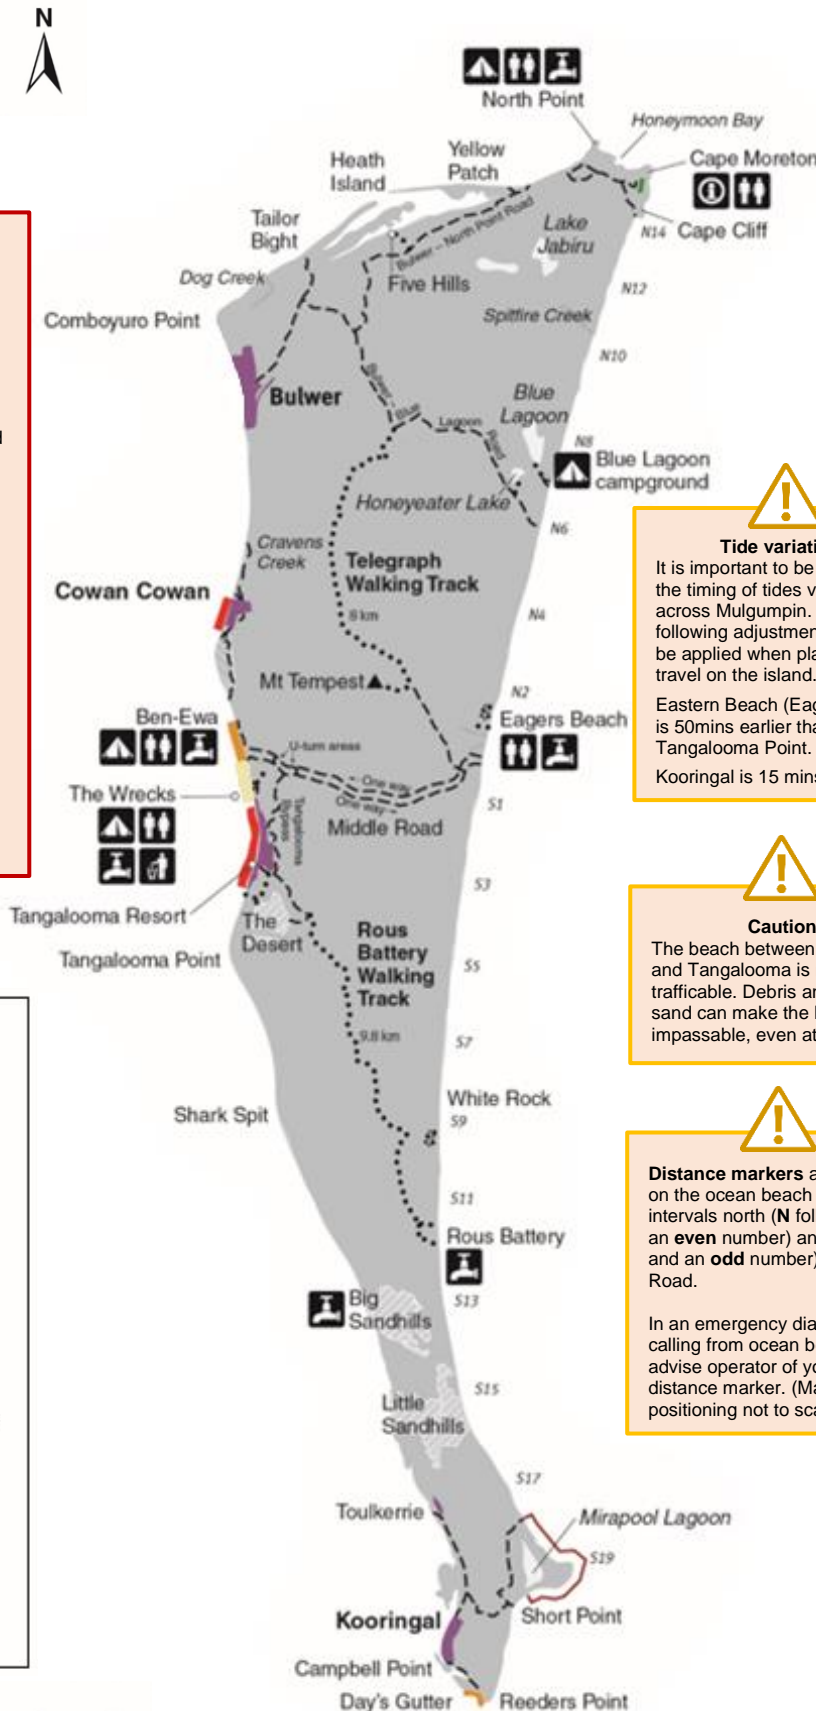 N
North Point
Honeymoon Bay
Cape Moreton
Yellow
Patch
Heath
Island
Tailor
Bight
Lake
Jabiru
N14
Cape Cliff
Bulwer – North Point Road
Dog Creek
Five Hills
N12
Comboyuro Point
Spitfire Creek
N10
Bulwer
Blue
Lagoon
Bulwer – Blue Lagoon Road
N8
Blue Lagoon
campground
Honeyeater Lake
N6
Cravens
Creek
Telegraph
Walking Track
Cowan Cowan
8 km
N4
Mt Tempest
N2
Ben-Ewa
Eagers Beach
U-turn areas
One way
The Wrecks
One way
S1
Tangalooma
Bypass
Middle Road
S3
Tangalooma Resort
The
Desert
Tangalooma Point
Rous
Battery
Walking
Track
S5
9.8 km
S7
Shark Spit
White Rock
S9
S11
Rous Battery
Big
Sandhills
S13
S15
Little
Sandhills
S17
Toulkerrie
Mirapool Lagoon
S19
Kooringal
Short Point
Campbell Point
Day's Gutter
Reeders Point
Tide variati
It is important to be
the timing of tides v
across Mulgumpin.
following adjustmen
be applied when pla
travel on the island.
Eastern Beach (Eag
is 50mins earlier tha
Tangalooma Point.
Kooringal is 15 mins
Caution
The beach between
and Tangalooma is
trafficable. Debris an
sand can make the
impassable, even at
Distance markers a
on the ocean beach
intervals north (N fol
an even number) an
and an odd number)
Road.
In an emergency dia
calling from ocean b
advise operator of yo
distance marker. (Ma
positioning not to sca